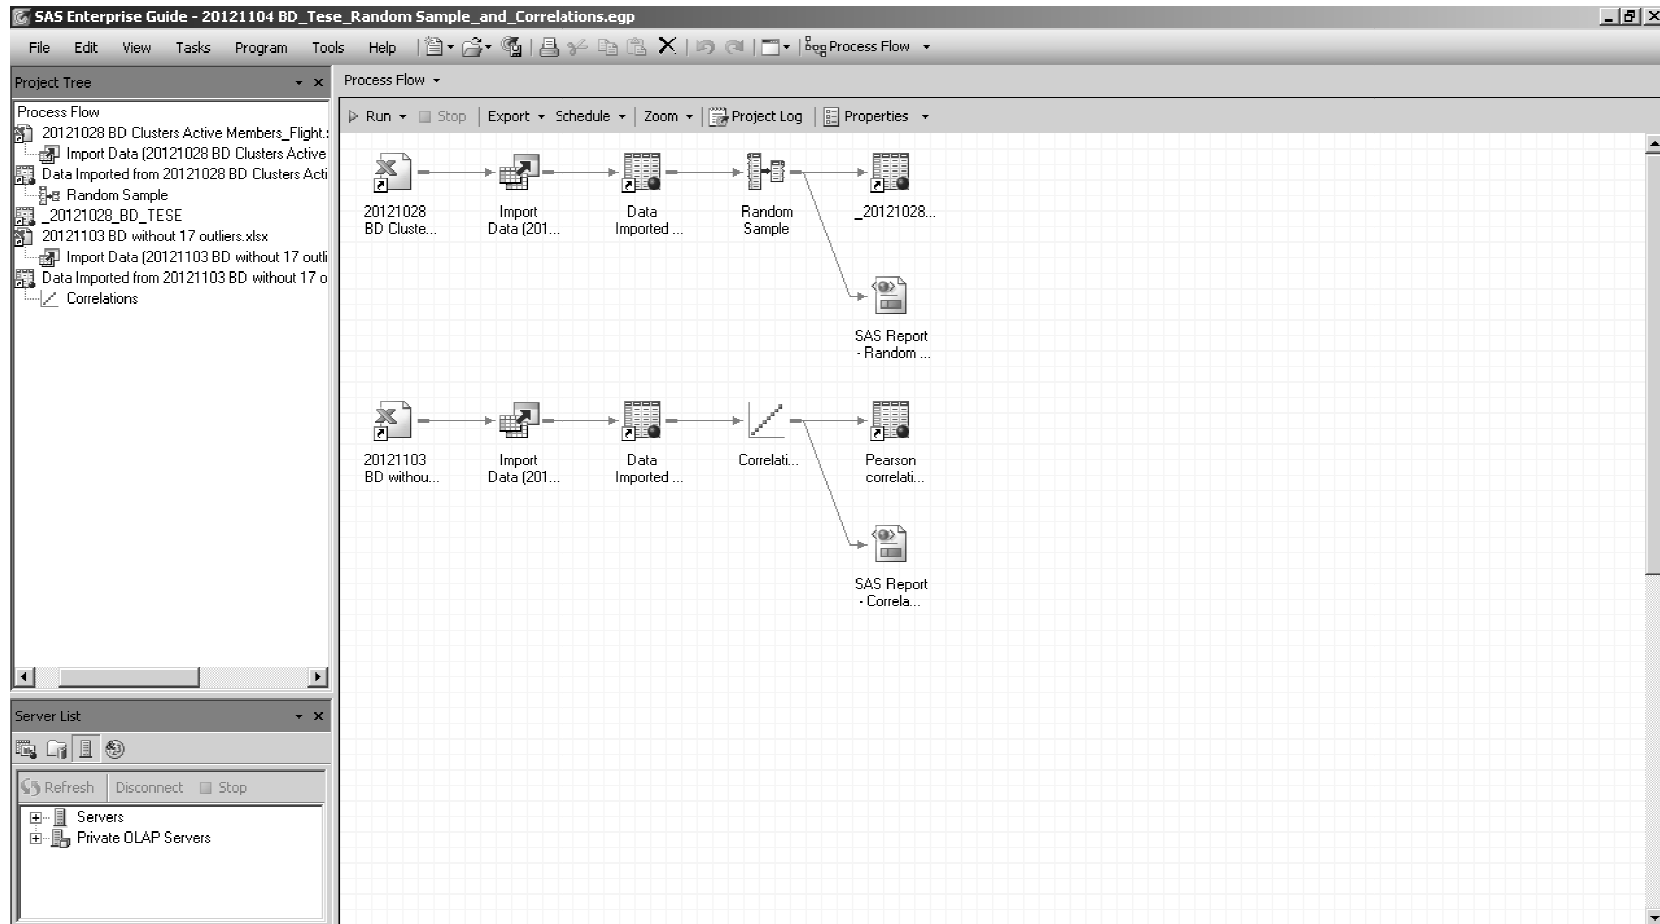 SAS Enterprise Guide - 20121104 BD_Tese_Random Sample_and_Correlations.egp
File Edit View Tasks Program Tools Help Process Flow
Project Tree
Process Flow
20121028 BD Clusters Active Members_Flight.
Import Data (20121028 BD Clusters Active
Data Imported from 20121028 BD Clusters Acti
Random Sample
_20121028_BD_TESE
20121103 BD without 17 outliers.xlsx
Import Data (20121103 BD without 17 outli
Data Imported from 20121103 BD without 17 o
Correlations
Process Flow
Run Stop Export Schedule Zoom Project Log Properties
20121028
BD Cluste...
Import
Data (201...
Data
Imported ...
Random
Sample
_20121028...
SAS Report
- Random ...
20121103
BD withou...
Import
Data (201...
Data
Imported ...
Correlati...
Pearson
correlati...
SAS Report
- Correla...
Server List
Refresh Disconnect Stop
Servers
Private OLAP Servers